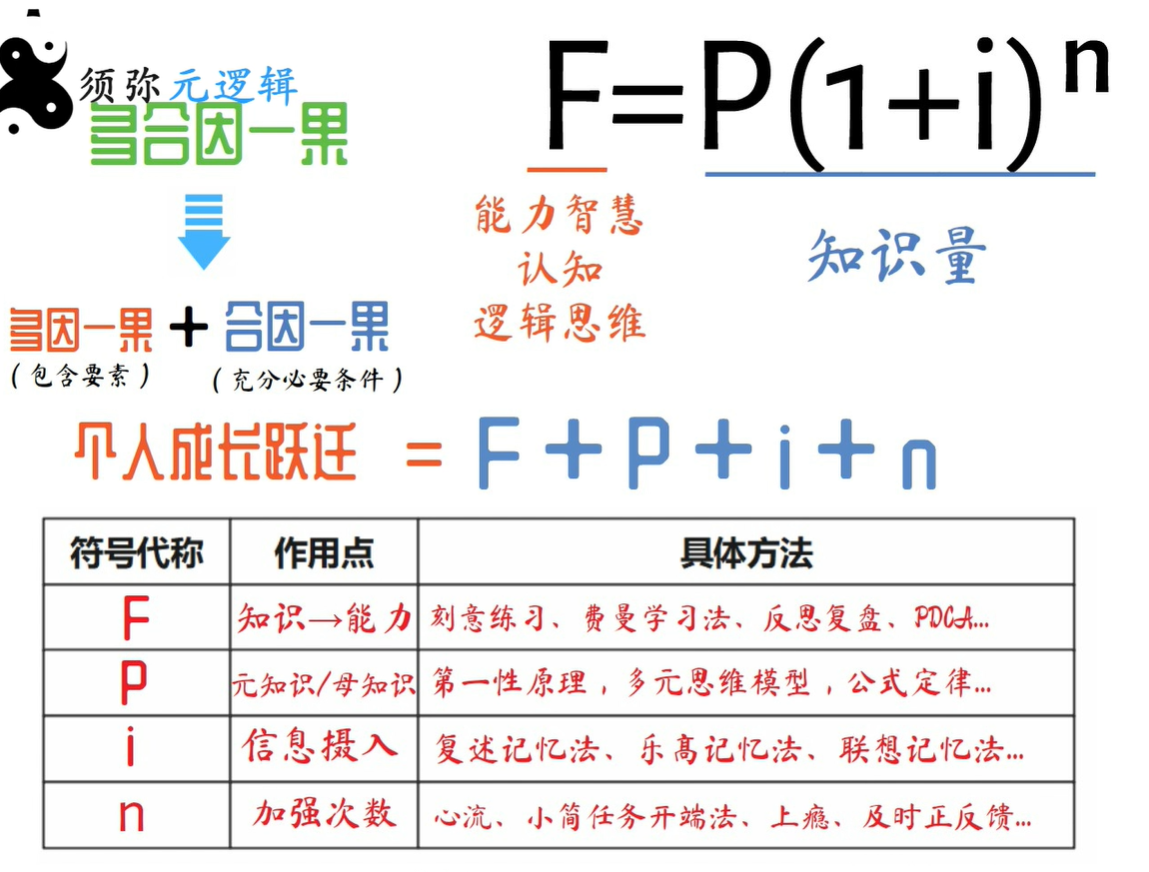 须弥元逻辑
多合因一果
F=P(1+i)ⁿ
能力智慧
认知
逻辑思维
知识量
多因一果 + 合因一果
(包含要素) (充分必要条件)
个人成长跃迁 = F+P+i+n
符号代称 作用点 具体方法
F 知识→能力 刻意练习、费曼学习法、反思复盘、PDCA...
P 元知识/母知识 第一性原理,多元思维模型,公式定律...
i 信息摄入 复述记忆法、乐高记忆法、联想记忆法...
n 加强次数 心流、小简任务开端法、上瘾、及时正反馈...